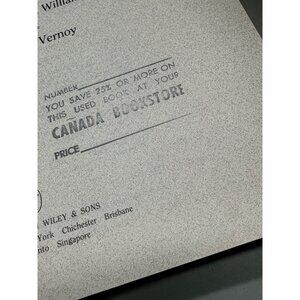 William
Vernoy
NUMBER
YOU SAVE 25% OR MORE ON
THIS USED BOOK AT YOUR
CANADA BOOKSTORE
PRICE
WILEY & SONS
York Chichester Brisbane
nto Singapore